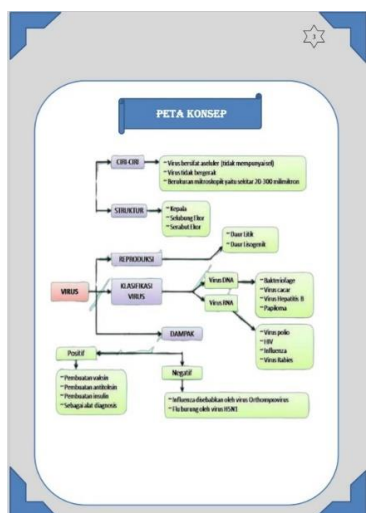 3
PETA KONSEP
CIRI-CIRI
Virus bersifat aseluler (tidak mempunyai sel)
Virus tidak bergerak
Berukuran mikroskopik yaitu sekitar 20-300 milimikron
STRUKTUR
Kepala
Selubung Ekor
Serabut Ekor
REPRODUKSI
Daur Litik
Daur Lisogenik
VIRUS
KLASIFIKASI
VIRUS
Virus DNA
Bakteriofage
Virus cacar
Virus Hepatitis B
Papiloma
Virus RNA
Virus polio
HIV
Influenza
Virus Rabies
DAMPAK
Positif
Pembuatan vaksin
Pembuatan antitoksin
Pembuatan insulin
Sebagai alat diagnosis
Negatif
Influenza disebabkan oleh virus Orthomyxovirus
Flu burung oleh virus H5N1